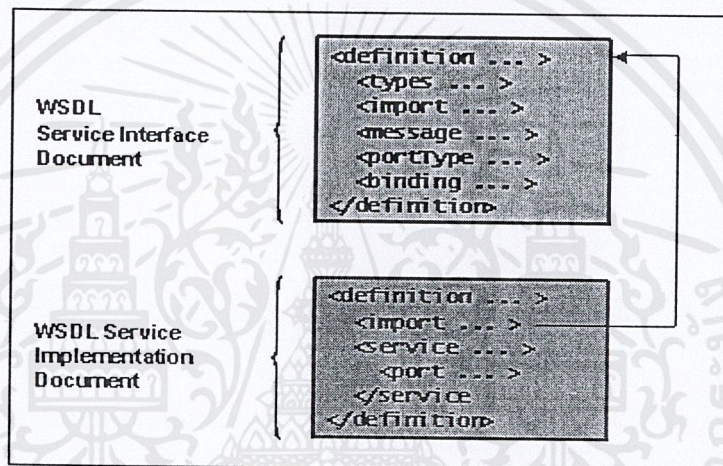 WSDL
Service Interface
Document
<definition ... >
<types ... >
<import ... >
<message ... >
<portType ... >
<binding ... >
</definition>
WSDL Service
Implementation
Document
<definition ... >
<import ... >
<service ... >
<port ... >
</service
</definition>